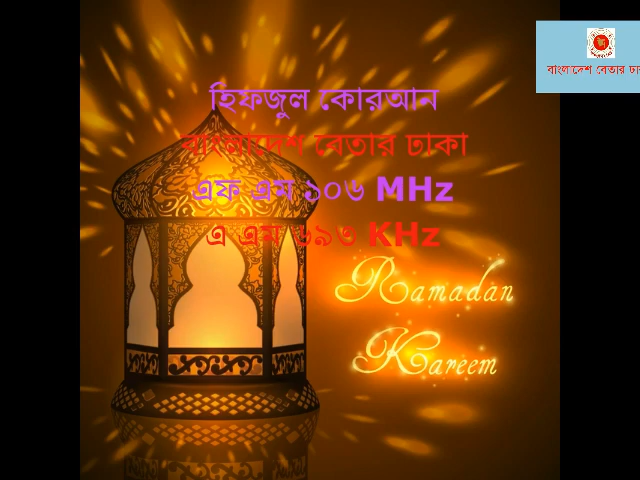 হিফজুল কোরআন
বাংলাদেশ বেতার ঢাকা
এফ এম ১০৬ MHz
এ এম ৬৯৩ KHz
Ramadan
Kareem
বাংলাদেশ বেতার ঢাকা